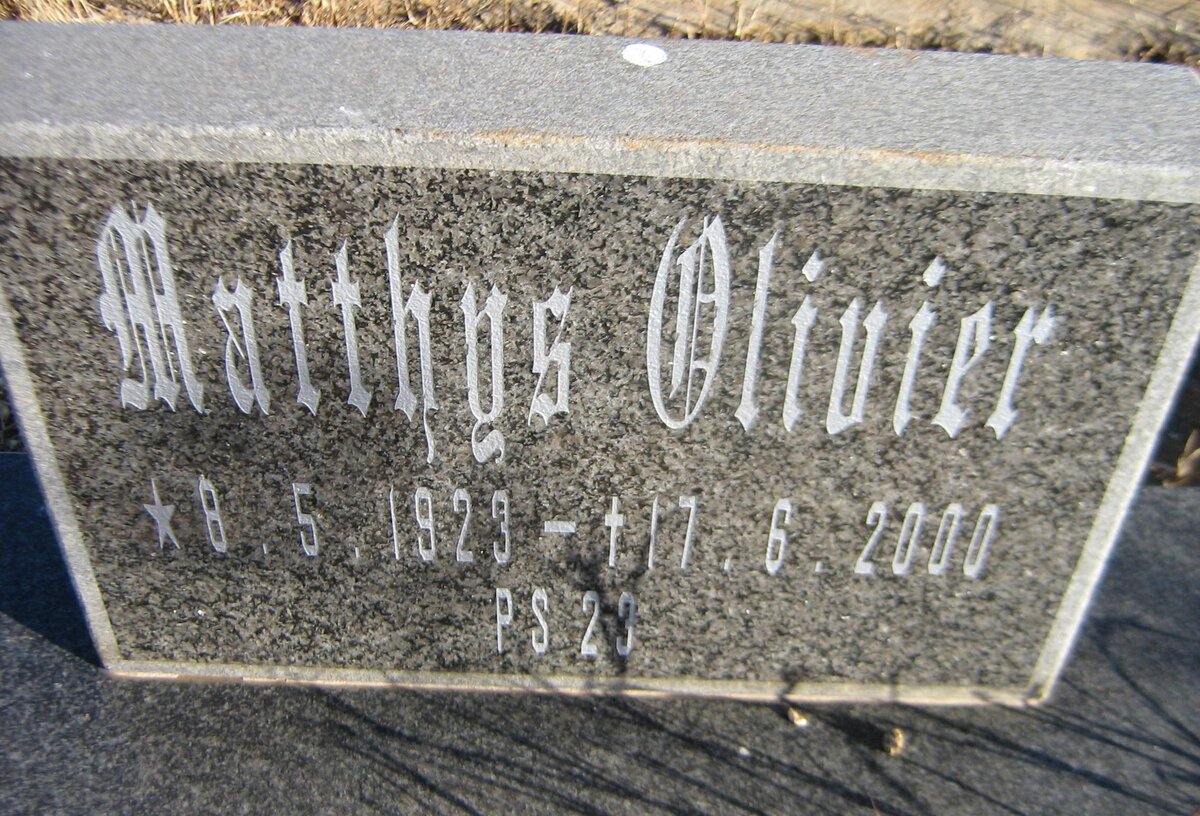 Matthys Olivier
★ 8.5.1923 – †17.6.2000
PS 23